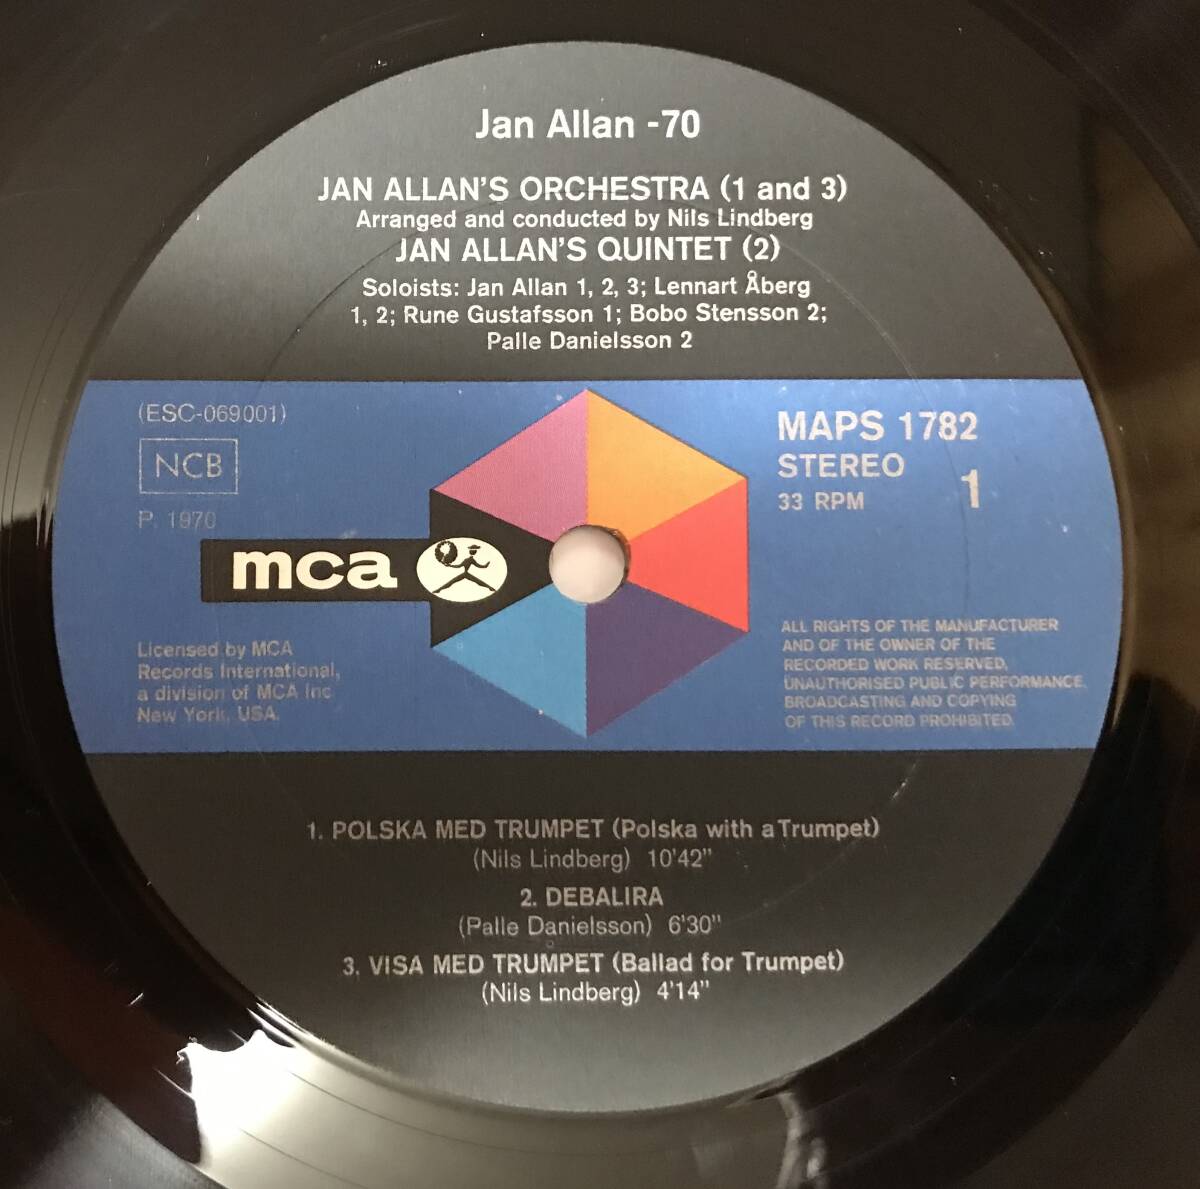 Jan Allan -70
JAN ALLAN'S ORCHESTRA (1 and 3)
Arranged and conducted by Nils Lindberg
JAN ALLAN'S QUINTET (2)
Soloists: Jan Allan 1, 2, 3; Lennart Åberg
1, 2; Rune Gustafsson 1; Bobo Stensson 2;
Palle Danielsson 2
(ESC-069001)
NCB
P. 1970
MAPS 1782
STEREO
33 RPM
1
mca
Licensed by MCA
Records International,
a division of MCA Inc
New York, USA.
ALL RIGHTS OF THE MANUFACTURER
AND OF THE OWNER OF THE
RECORDED WORK RESERVED.
UNAUTHORISED PUBLIC PERFORMANCE,
BROADCASTING AND COPYING
OF THIS RECORD PROHIBITED.
1. POLSKA MED TRUMPET (Polska with a Trumpet)
(Nils Lindberg) 10'42"
2. DEBALIRA
(Palle Danielsson) 6'30"
3. VISA MED TRUMPET (Ballad for Trumpet)
(Nils Lindberg) 4'14"